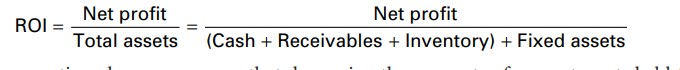 ROI = Net profit / Total assets = Net profit / (Cash + Receivables + Inventory) + Fixed assets